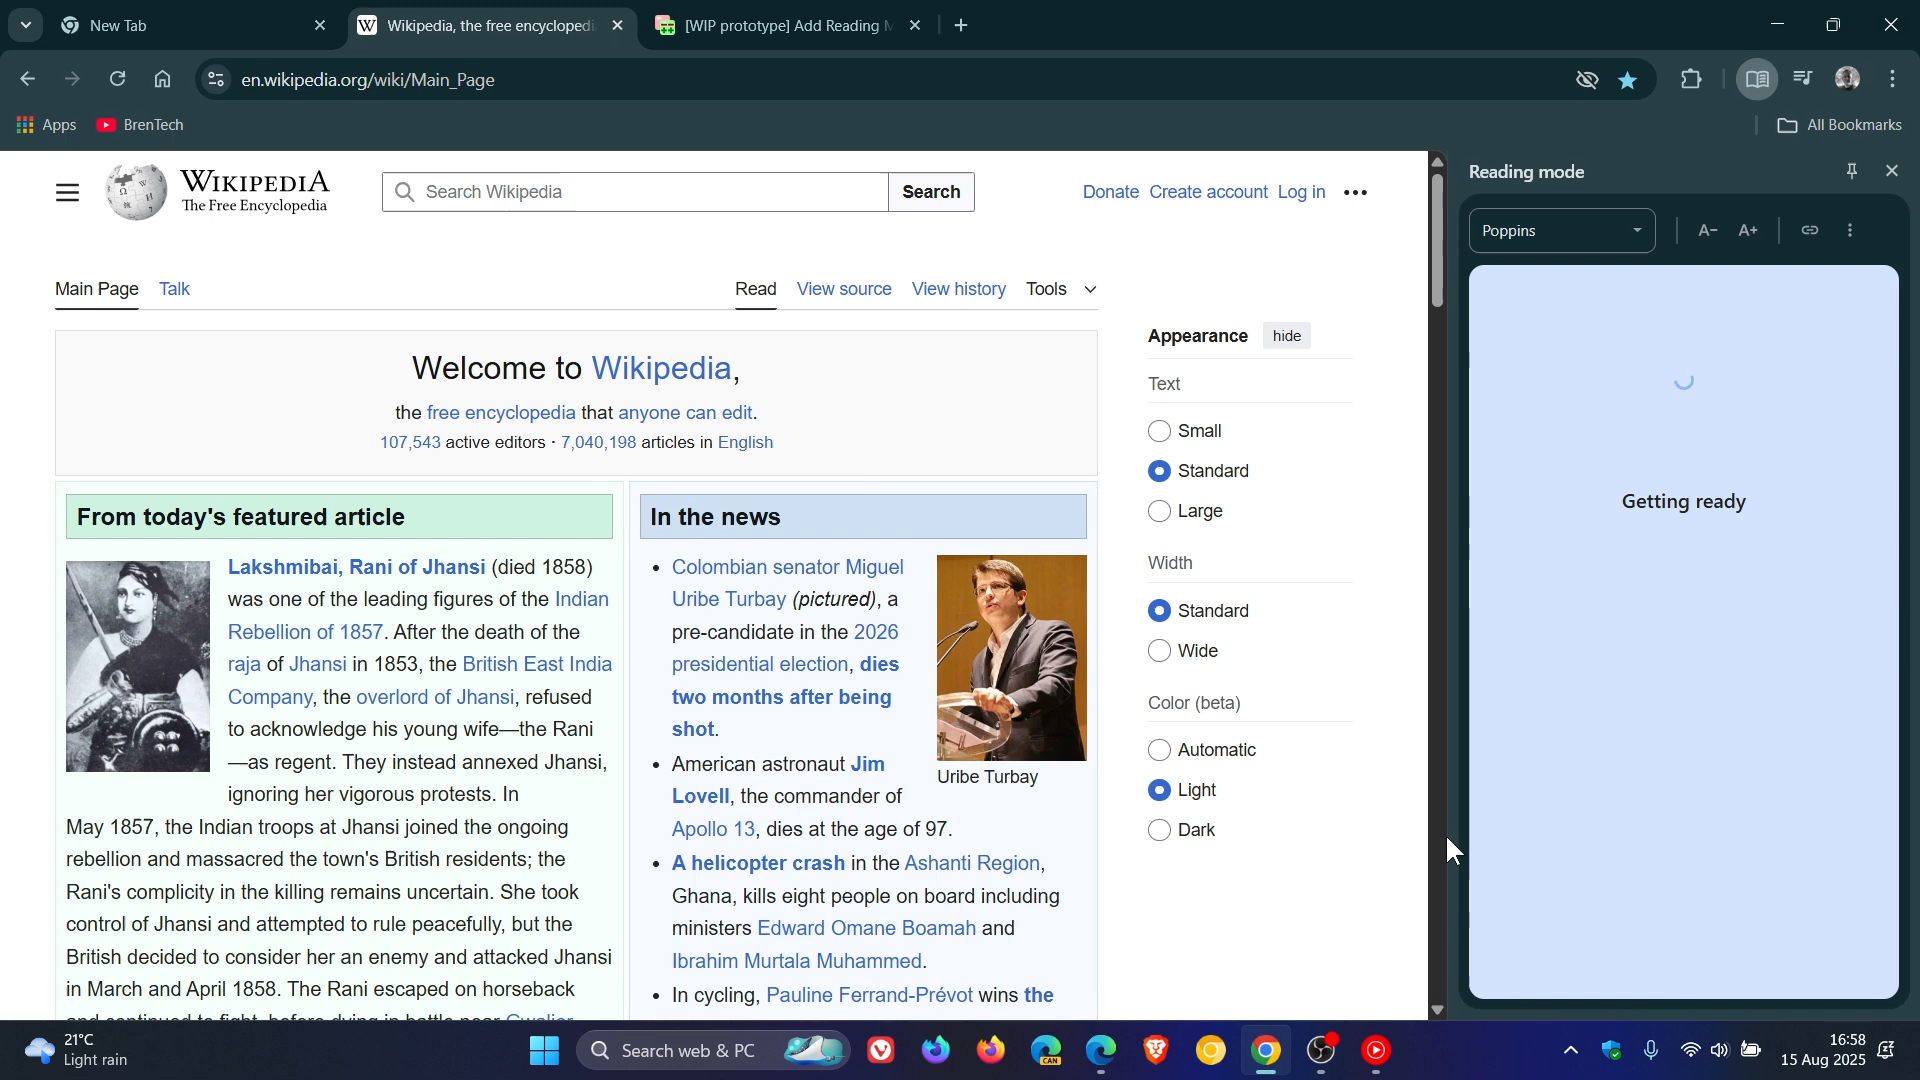 New Tab
Wikipedia, the free encyclopedi
[WIP prototype] Add Reading M
en.wikipedia.org/wiki/Main_Page
Apps
BrenTech
All Bookmarks
WIKIPEDIA
The Free Encyclopedia
Search Wikipedia
Search
Donate Create account Log in
Main Page Talk
Read View source View history Tools
Welcome to Wikipedia,
the free encyclopedia that anyone can edit.
107,543 active editors · 7,040,198 articles in English
From today's featured article
Lakshmibai, Rani of Jhansi (died 1858)
was one of the leading figures of the Indian
Rebellion of 1857. After the death of the
raja of Jhansi in 1853, the British East India
Company, the overlord of Jhansi, refused
to acknowledge his young wife—the Rani
—as regent. They instead annexed Jhansi,
ignoring her vigorous protests. In
May 1857, the Indian troops at Jhansi joined the ongoing
rebellion and massacred the town's British residents; the
Rani's complicity in the killing remains uncertain. She took
control of Jhansi and attempted to rule peacefully, but the
British decided to consider her an enemy and attacked Jhansi
in March and April 1858. The Rani escaped on horseback
and continued to fight, before dying in battle near Gwalior
In the news
Colombian senator Miguel
Uribe Turbay (pictured), a
pre-candidate in the 2026
presidential election, dies
two months after being
shot.
Uribe Turbay
American astronaut Jim
Lovell, the commander of
Apollo 13, dies at the age of 97.
A helicopter crash in the Ashanti Region,
Ghana, kills eight people on board including
ministers Edward Omane Boamah and
Ibrahim Murtala Muhammed.
In cycling, Pauline Ferrand-Prévot wins the
Appearance hide
Text
Small
Standard
Large
Width
Standard
Wide
Color (beta)
Automatic
Light
Dark
Reading mode
Poppins
A- A+
Getting ready
21°C
Light rain
Search web & PC
CAN
16:58
15 Aug 2025